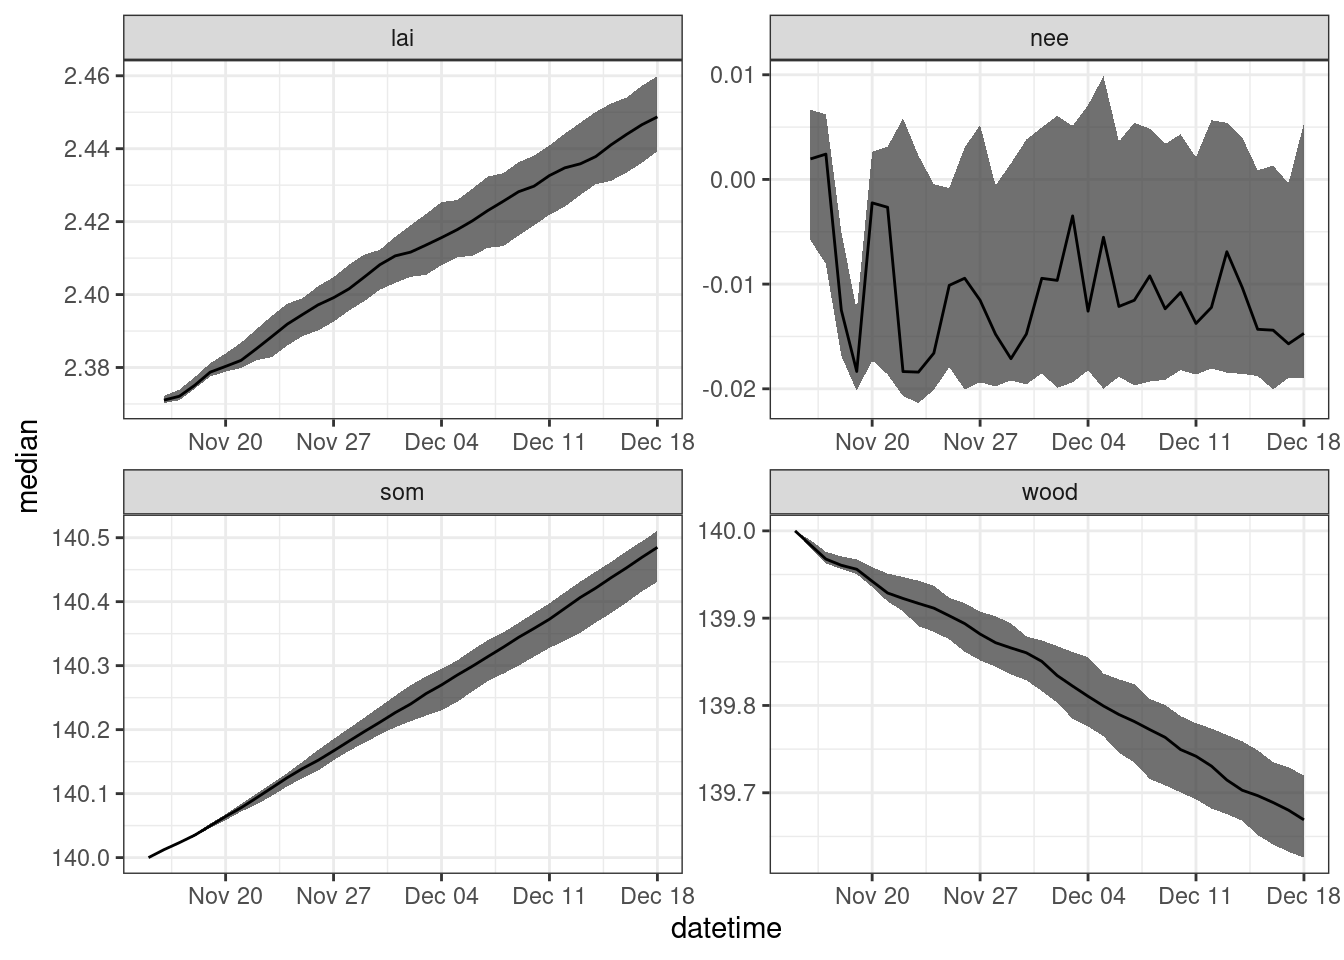 lai
nee
2.46
2.44
2.42
2.40
2.38
0.01
0.00
-0.01
-0.02
Nov 20 Nov 27 Dec 04 Dec 11 Dec 18
Nov 20 Nov 27 Dec 04 Dec 11 Dec 18
median
som
wood
140.5
140.4
140.3
140.2
140.1
140.0
140.0
139.9
139.8
139.7
Nov 20 Nov 27 Dec 04 Dec 11 Dec 18
Nov 20 Nov 27 Dec 04 Dec 11 Dec 18
datetime